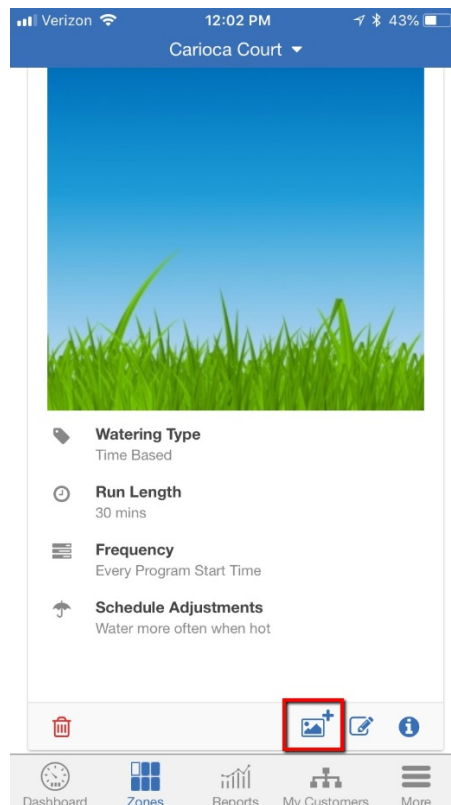 Verizon 12:02 PM 43%
Carioca Court
Watering Type
Time Based
Run Length
30 mins
Frequency
Every Program Start Time
Schedule Adjustments
Water more often when hot
Dashboard Zones Reports My Customers More